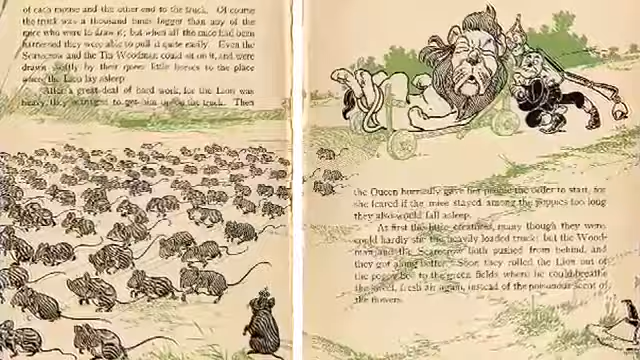 of each mouse and the other end to the truck. Of course
the truck was a thousand times bigger than any of the
mice who were to draw it; but when all the mice had been
harnessed they were able to pull it quite easily. Even the
Scarecrow and the Tin Woodman could sit on it, and were
drawn swiftly by their queer little horses to the place
where the Lion lay asleep.
After a great deal of hard work, for the Lion was
heavy, they managed to get him up on the truck. Then
the Queen hurriedly gave her people the order to start, for
she feared if the mice stayed among the poppies too long
they also would fall asleep.
At first the little creatures, many though they were,
could hardly stir the heavily loaded truck; but the Wood-
man and the Scarecrow both pushed from behind, and
they got along better. Soon they rolled the Lion out of
the poppy bed to the green fields, where he could breathe
the sweet, fresh air again, instead of the poisonous scent of
the flowers.